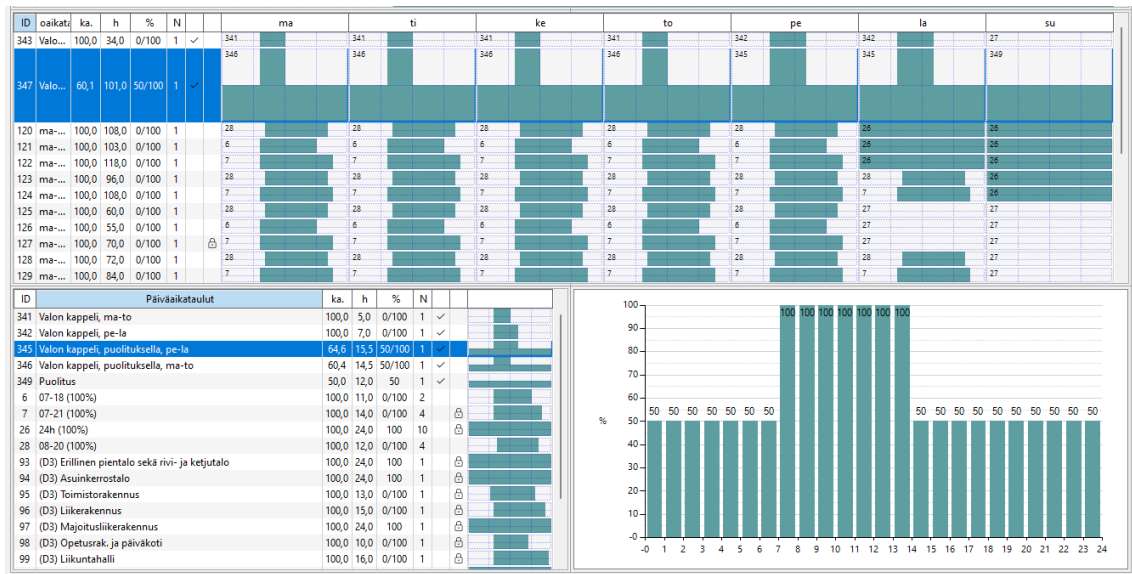 ID oaikata ka. h % N ma ti ke to pe la su
343 Valo... 100,0 34,0 0/100 1 341 341 341 341 342 342 27
347 Valo... 60,1 101,0 50/100 1 346 346 346 346 345 345 349
120 ma-... 100,0 108,0 0/100 1 28 28 28 28 28 26 26
121 ma-... 100,0 103,0 0/100 1 6 6 6 6 6 26 26
122 ma-... 100,0 118,0 0/100 1 7 7 7 7 7 26 26
123 ma-... 100,0 96,0 0/100 1 28 28 28 28 28 28 26
124 ma-... 100,0 108,0 0/100 1 7 7 7 7 7 7 26
125 ma-... 100,0 60,0 0/100 1 28 28 28 28 28 27 27
126 ma-... 100,0 55,0 0/100 1 6 6 6 6 6 27 27
127 ma-... 100,0 70,0 0/100 1 7 7 7 7 7 27 27
128 ma-... 100,0 72,0 0/100 1 28 28 28 28 28 28 27
129 ma-... 100,0 84,0 0/100 1 7 7 7 7 7 7 27
ID Päiväaikataulut ka. h % N
341 Valon kappeli, ma-to 100,0 5,0 0/100 1
342 Valon kappeli, pe-la 100,0 7,0 0/100 1
345 Valon kappeli, puolituksella, pe-la 64,6 15,5 50/100 1
346 Valon kappeli, puolituksella, ma-to 60,4 14,5 50/100 1
349 Puolitus 50,0 12,0 50 1
6 07-18 (100%) 100,0 11,0 0/100 2
7 07-21 (100%) 100,0 14,0 0/100 4
26 24h (100%) 100,0 24,0 100 10
28 08-20 (100%) 100,0 12,0 0/100 4
93 (D3) Erillinen pientalo sekä rivi- ja ketjutalo 100,0 24,0 100 1
94 (D3) Asuinkerrostalo 100,0 24,0 100 1
95 (D3) Toimistorakennus 100,0 13,0 0/100 1
96 (D3) Liikerakennus 100,0 15,0 0/100 1
97 (D3) Majoitusliikerakennus 100,0 24,0 100 1
98 (D3) Opetusrak. ja päiväkoti 100,0 10,0 0/100 1
99 (D3) Liikuntahalli 100,0 16,0 0/100 1
100
90
80
70
60
50
40
30
20
10
-0
%
100 100 100 100 100 100 100
50 50 50 50 50 50 50 50 50 50 50 50 50 50 50 50 50
-0 1 2 3 4 5 6 7 8 9 10 11 12 13 14 15 16 17 18 19 20 21 22 23 24